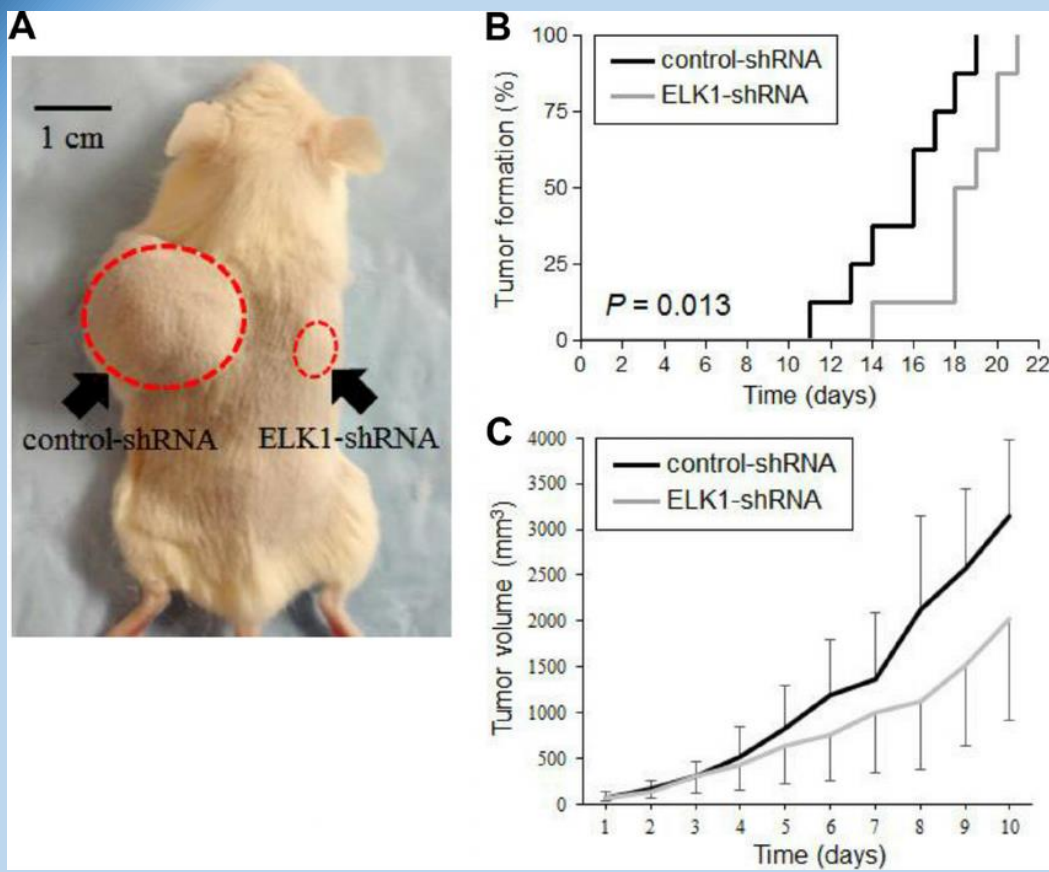 A
1 cm
control-shRNA ELK1-shRNA
B
Tumor formation (%)
100
75
50
25
0
control-shRNA
ELK1-shRNA
P = 0.013
0 2 4 6 8 10 12 14 16 18 20 22
Time (days)
C
Tumor volume (mm³)
4000
3500
3000
2500
2000
1500
1000
500
0
control-shRNA
ELK1-shRNA
1 2 3 4 5 6 7 8 9 10
Time (days)